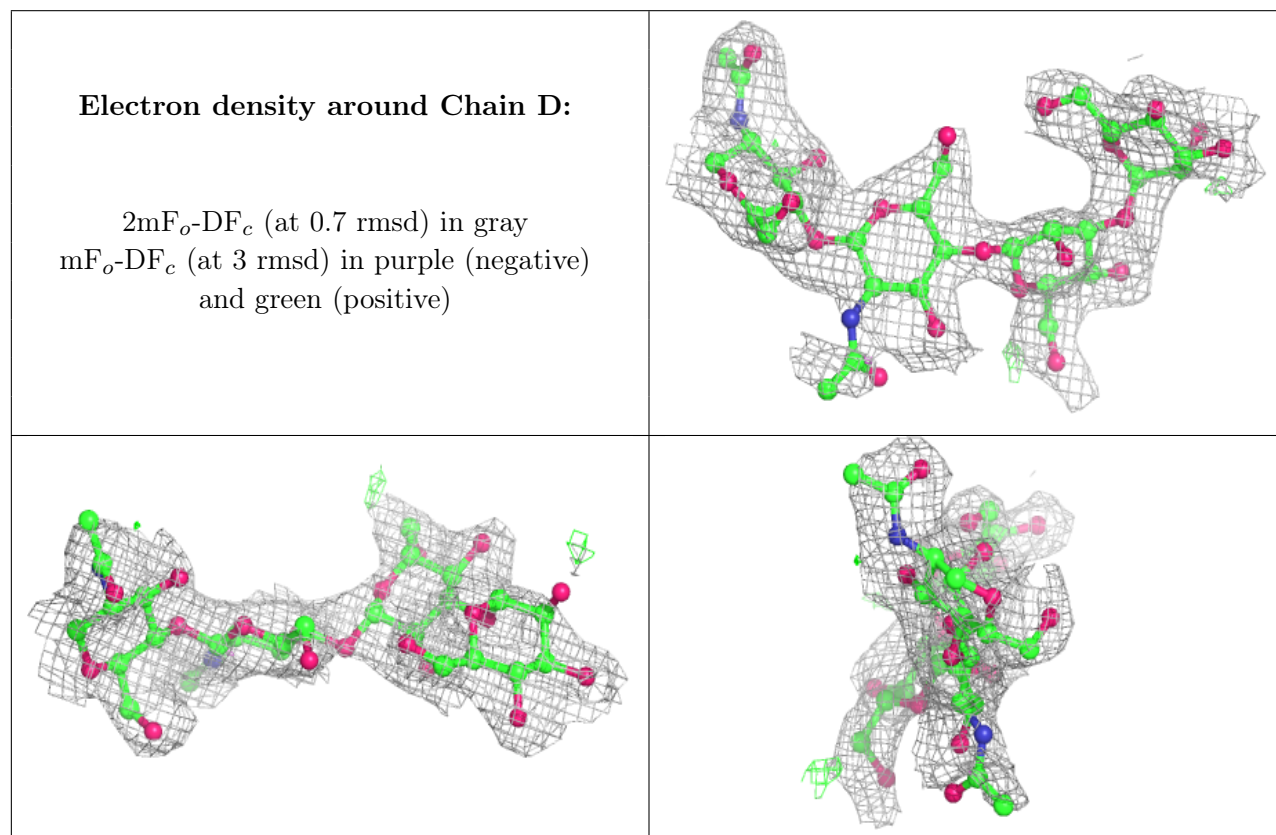 Electron density around Chain D:
2mFₒ-DF𝒸 (at 0.7 rmsd) in gray
mFₒ-DF𝒸 (at 3 rmsd) in purple (negative)
and green (positive)